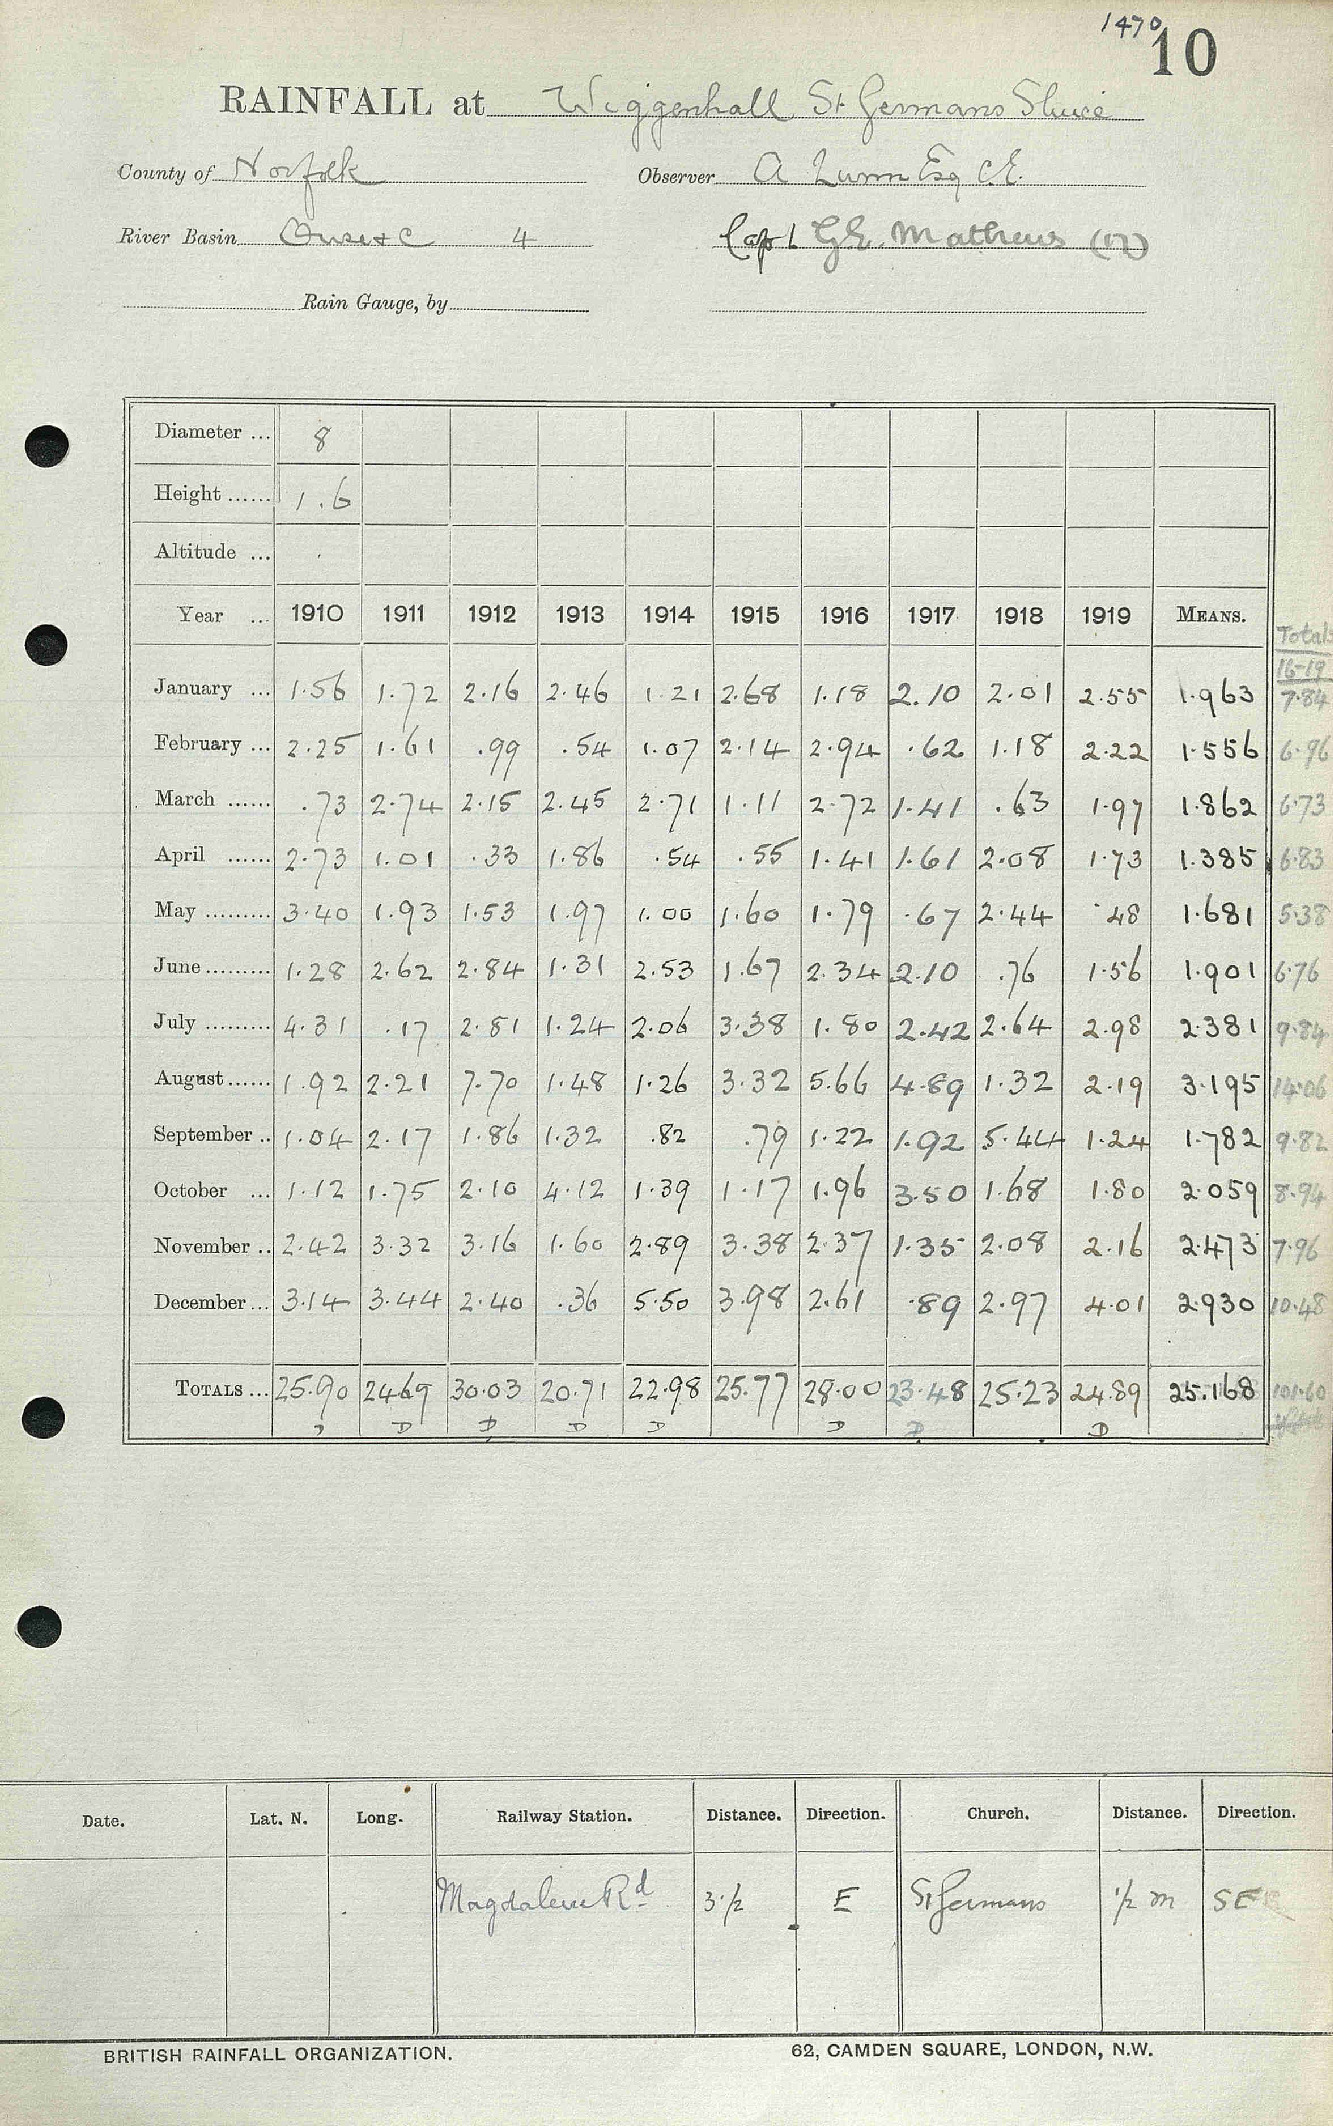 1470 10
RAINFALL at Wiggenhall St Germans Sluice
County of Norfolk Observer A Lunn Esq C.E.
River Basin Ouse &c 4 Capt G.E. Mathews (17)
Rain Gauge, by
Diameter ... 8
Height ...... 1.6
Altitude ... .
Year ... 1910 1911 1912 1913 1914 1915 1916 1917 1918 1919 MEANS. Totals
16-19
January ... 1.56 1.72 2.16 2.46 1.21 2.68 1.18 2.10 2.01 2.55 1.963 7.84
February ... 2.25 1.61 .99 .54 1.07 2.14 2.94 .62 1.18 2.22 1.556 6.96
March ...... .73 2.74 2.15 2.45 2.71 1.11 2.72 1.41 .63 1.97 1.862 6.73
April ...... 2.73 1.01 .33 1.86 .54 .55 1.41 1.61 2.08 1.73 1.385 6.83
May ......... 3.40 1.93 1.53 1.97 1.00 1.60 1.79 .67 2.44 .48 1.681 5.38
June ......... 1.28 2.62 2.84 1.31 2.53 1.67 2.34 2.10 .76 1.56 1.901 6.76
July ......... 4.31 .17 2.81 1.24 2.06 3.38 1.80 2.42 2.64 2.98 2.381 9.84
August ...... 1.92 2.21 7.70 1.48 1.26 3.32 5.66 4.89 1.32 2.19 3.195 14.06
September .. 1.04 2.17 1.86 1.32 .82 .79 1.22 1.92 5.44 1.24 1.782 9.82
October ... 1.12 1.75 2.10 4.12 1.39 1.17 1.96 3.50 1.68 1.80 2.059 8.94
November .. 2.42 3.32 3.16 1.60 2.89 3.38 2.37 1.35 2.08 2.16 2.473 7.96
December ... 3.14 3.44 2.40 .36 5.50 3.98 2.61 .89 2.97 4.01 2.930 10.48
TOTALS ... 25.90 24.69 30.03 20.71 22.98 25.77 28.00 23.48 25.23 24.89 25.168 101.60
D D D D D D D D
Date. Lat. N. Long. Railway Station. Distance. Direction. Church. Distance. Direction.
Magdalene Rd 3 1/2 E St Germans 1/2 m SE
BRITISH RAINFALL ORGANIZATION. 62, CAMDEN SQUARE, LONDON, N.W.